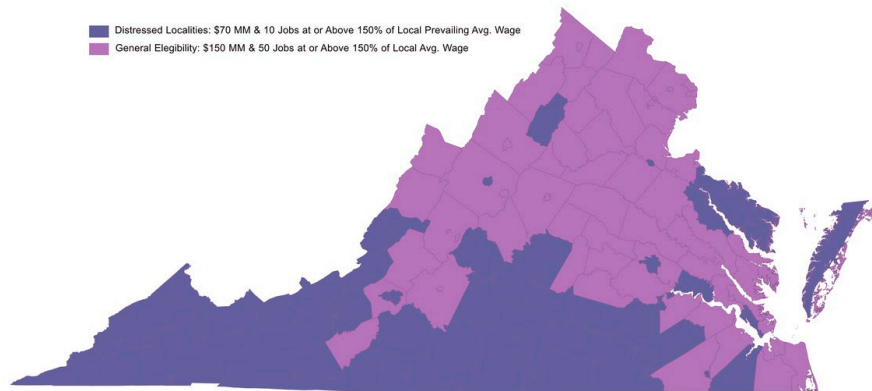 Distressed Localities: $70 MM & 10 Jobs at or Above 150% of Local Prevailing Avg. Wage
General Elegibility: $150 MM & 50 Jobs at or Above 150% of Local Avg. Wage